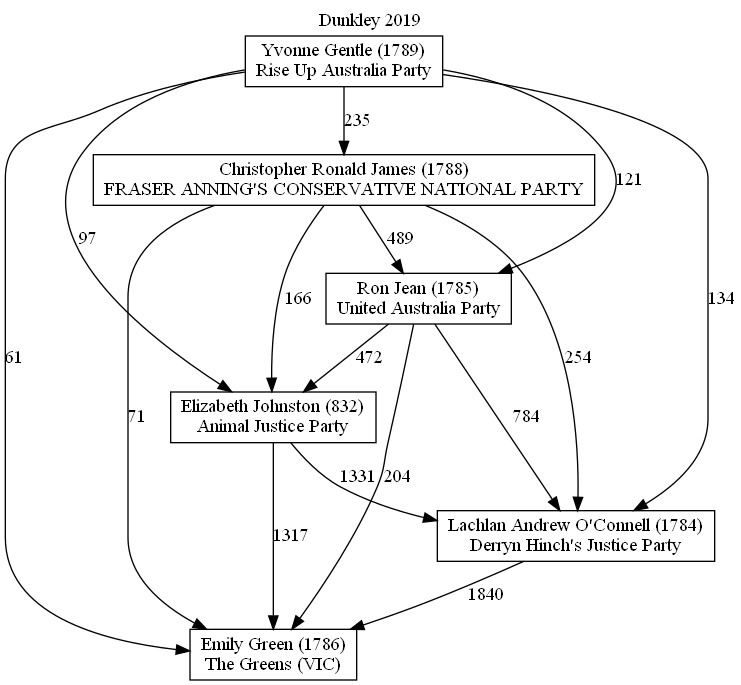 Dunkley 2019
Yvonne Gentle (1789)
Rise Up Australia Party
235
Christopher Ronald James (1788)
FRASER ANNING'S CONSERVATIVE NATIONAL PARTY
121
97
489
Ron Jean (1785)
United Australia Party
166
134
61
472
254
Elizabeth Johnston (832)
Animal Justice Party
71
784
1331
204
Lachlan Andrew O'Connell (1784)
Derryn Hinch's Justice Party
1317
1840
Emily Green (1786)
The Greens (VIC)